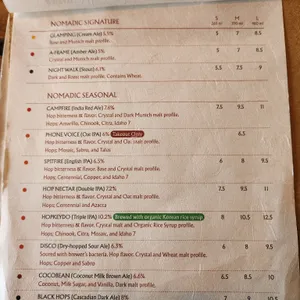 NOMADIC SIGNATURE S M L
GLAMPING (Cream Ale) 5.5% 5 7 8.5
Base and Munich malt profile.
A-FRAME (Amber Ale) 5% 5 7 8.5
Crystal and Munich malt profile.
NIGHT WALK (Stout) 6.1% 5.5 7.5 9
Dark and Roast malt profile. Contains Wheat.
NOMADIC SEASONAL
CAMPFIRE (India Red Ale) 7.8% 7.5 9.5 11
Hop bitterness & flavor, Crystal and Dark Munich malt profile.
Hops: Amarillo, Chinook, Citra, Idaho 7
PHONE VOICE (Oat IPA) 6% Takeout Only 6.5
Hop bitterness & flavor, Crystal and Oat malt profile.
Hops: Mosaic, Sabro, and Talus
SPITFIRE (English IPA) 6.5% 6 8 9.5
Hop bitterness & flavor, Base and Crystal malt profile.
Hops: Centennial, Copper, and Idaho 7
HOP NECTAR (Double IPA) 7.2% 7.5 9.5 11
Hop bitterness & flavor, Crystal and Oat malt profile.
Hops: Centennial and Azacca
(Triple IPA) 10.2% Brewed with organic Korean rice syrup 8 10.5 12.5
Hop bitterness & flavor, Crystal malt and Organic Rice Syrup profile.
Hops: Chinook, Citra, Mosaic, and Idaho 7
DISCO (Dry-hopped Sour Ale) 6.3% 6 8 9.5
Soured with brewer's bacteria, Hop flavor, Crystal and Wheat malt profile.
Hops: Copper and Sabro
COCOBEAN (Coconut Milk Brown Ale) 6.6% 6.5 8.5 10
Coconut, Milk Sugar, and Vanilla, Dark malt profile.
BLACK HOPS (Cascadian Dark Ale) 8%